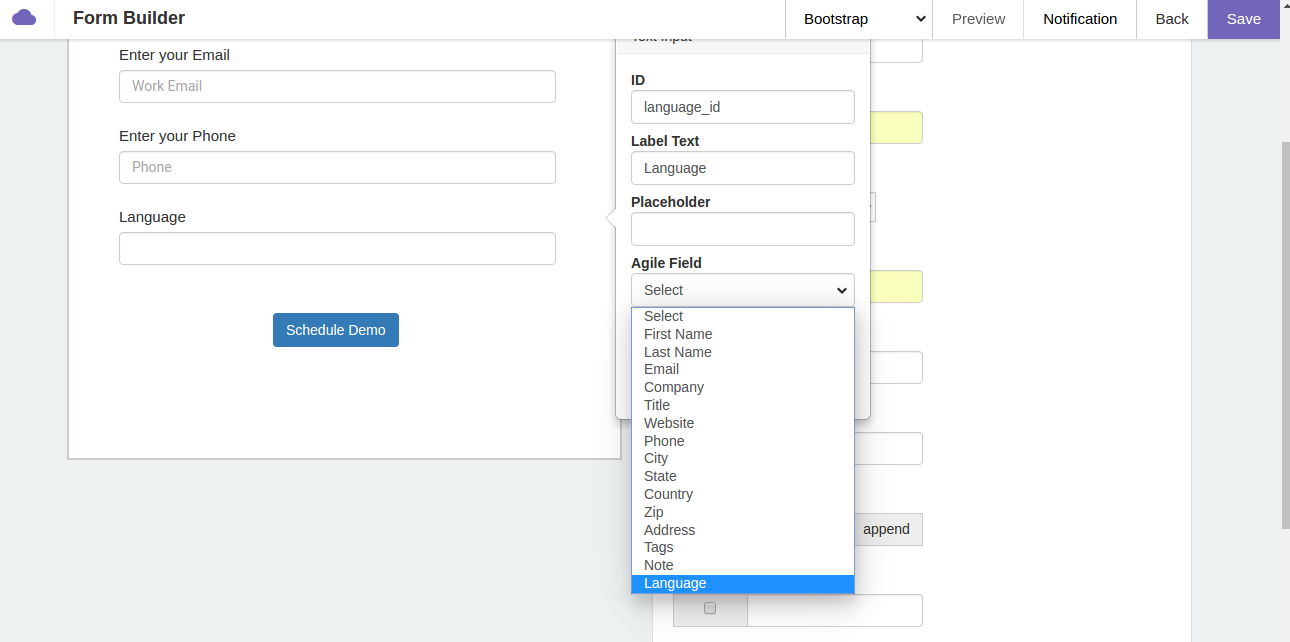 Form Builder
Bootstrap
Preview
Notification
Back
Save
Enter your Email
Work Email
Enter your Phone
Phone
Language
Schedule Demo
Text Input
ID
language_id
Label Text
Language
Placeholder
Agile Field
Select
Select
First Name
Last Name
Email
Company
Title
Website
Phone
City
State
Country
Zip
Address
Tags
Note
Language
append